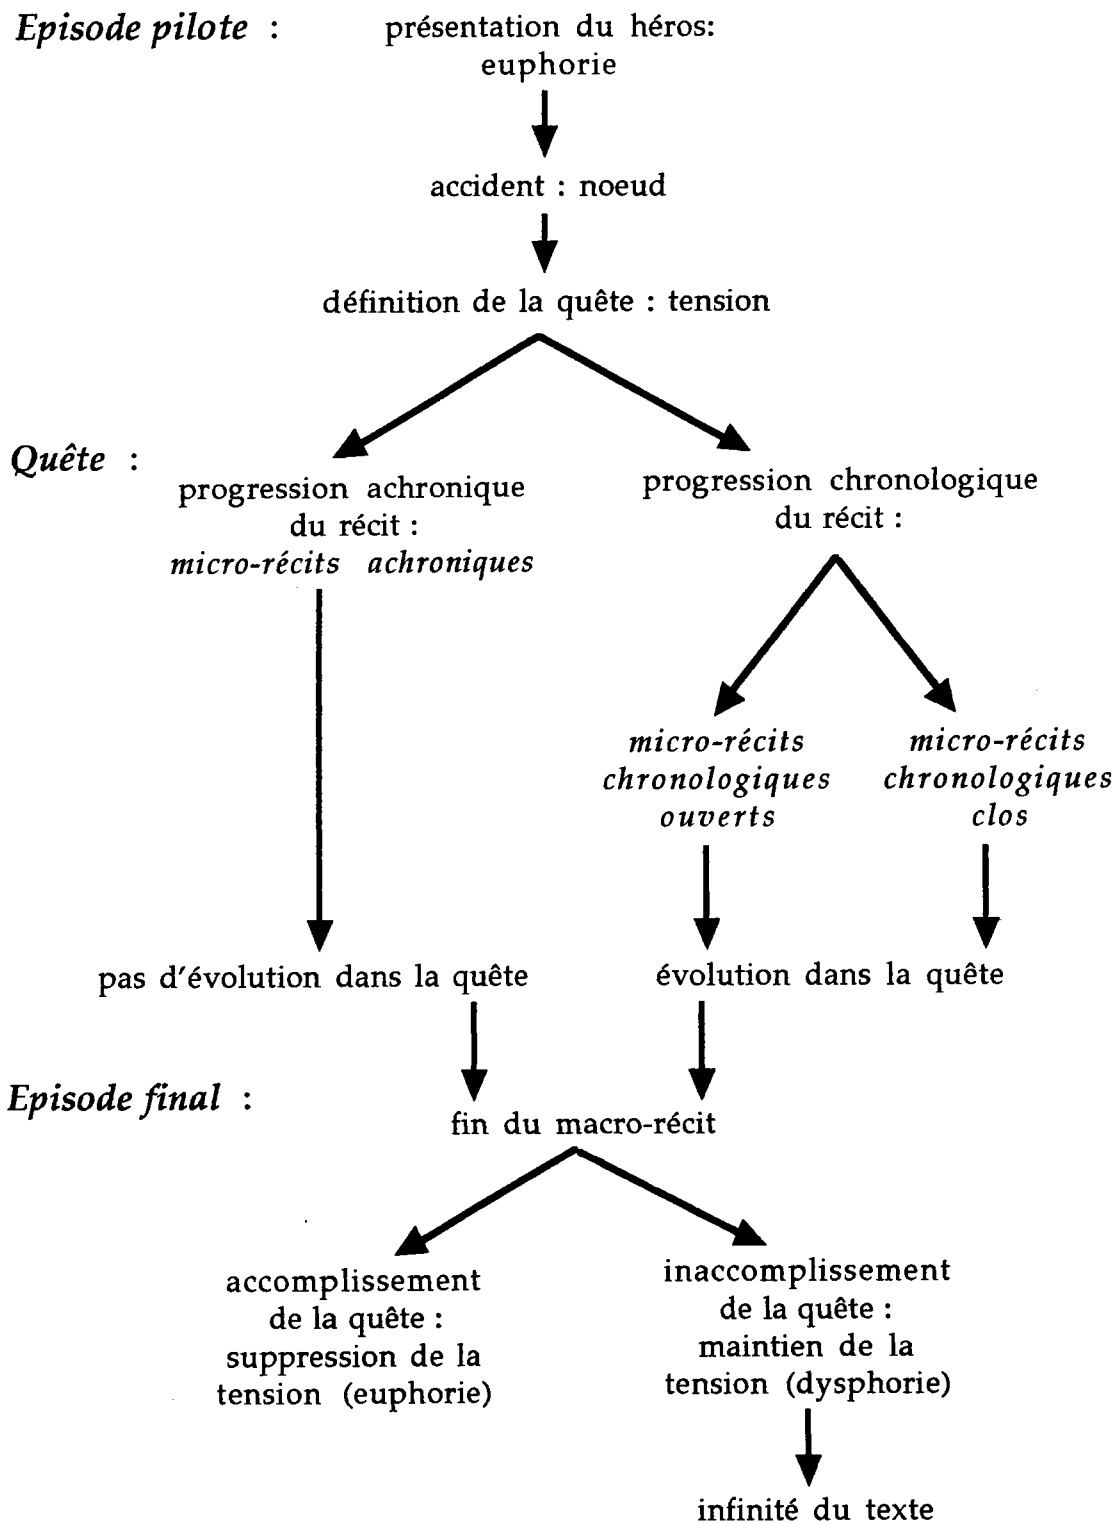 Episode pilote :
présentation du héros:
euphorie
accident : noeud
définition de la quête : tension
Quête :
progression achronique
du récit :
micro-récits achroniques
progression chronologique
du récit :
micro-récits
chronologiques
ouverts
micro-récits
chronologiques
clos
pas d'évolution dans la quête
évolution dans la quête
Episode final :
fin du macro-récit
accomplissement
de la quête :
suppression de la
tension (euphorie)
inaccomplissement
de la quête :
maintien de la
tension (dysphorie)
infinité du texte